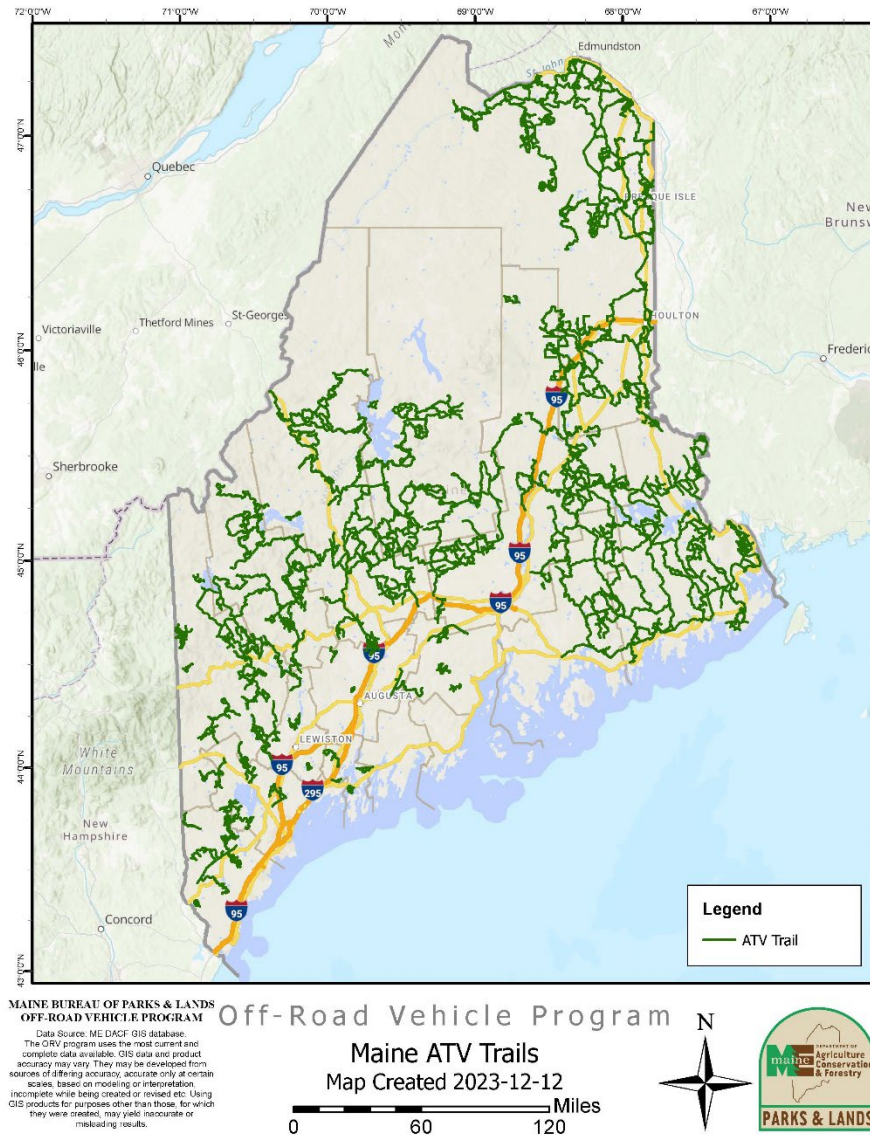 72°0'0"W 71°0'0"W 70°0'0"W 69°0'0"W 68°0'0"W 67°0'0"W
Edmundston
St. John
47°0'0"N
Quebec
PRESQUE ISLE
New
Brunsw
St-Georges
HOULTON
Thetford Mines
Victoriaville
lle
Frederic
46°0'0"N
95
Sherbrooke
95
45°0'0"N
95
95
AUGUSTA
LEWISTON
White
Mountains
44°0'0"N
95
295
New
Hampshire
95
Concord
43°0'0"N
Legend
ATV Trail
MAINE BUREAU OF PARKS & LANDS
OFF-ROAD VEHICLE PROGRAM
Data Source: ME DACF GIS database.
The ORV program uses the most current and
complete data available. GIS data and product
accuracy may vary. They may be developed from
sources of differing accuracy, accurate only at certain
scales, based on modeling or interpretation,
incomplete while being created or revised etc. Using
GIS products for purposes other than those, for which
they were created, may yield inaccurate or
misleading results.
Off-Road Vehicle Program
Maine ATV Trails
Map Created 2023-12-12
Miles
0 60 120
N
maine
DEPARTMENT OF
Agriculture
Conservation
& Forestry
PARKS & LANDS